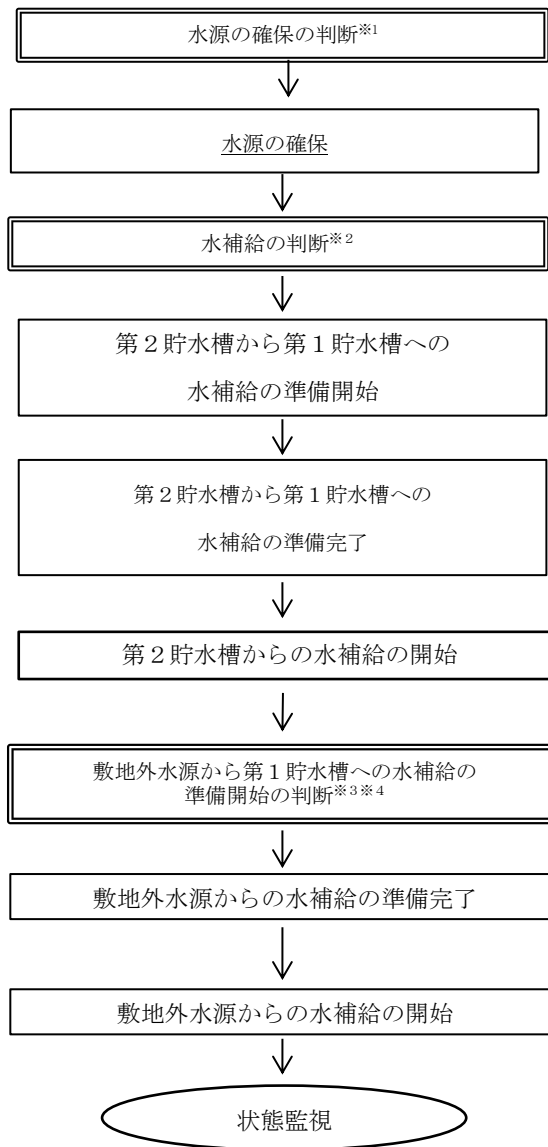 水源の確保の判断※1
水源の確保
水補給の判断※2
第2貯水槽から第1貯水槽への
水補給の準備開始
第2貯水槽から第1貯水槽への
水補給の準備完了
第2貯水槽からの水補給の開始
敷地外水源から第1貯水槽への水補給の
準備開始の判断※3※4
敷地外水源からの水補給の準備完了
敷地外水源からの水補給の開始
状態監視